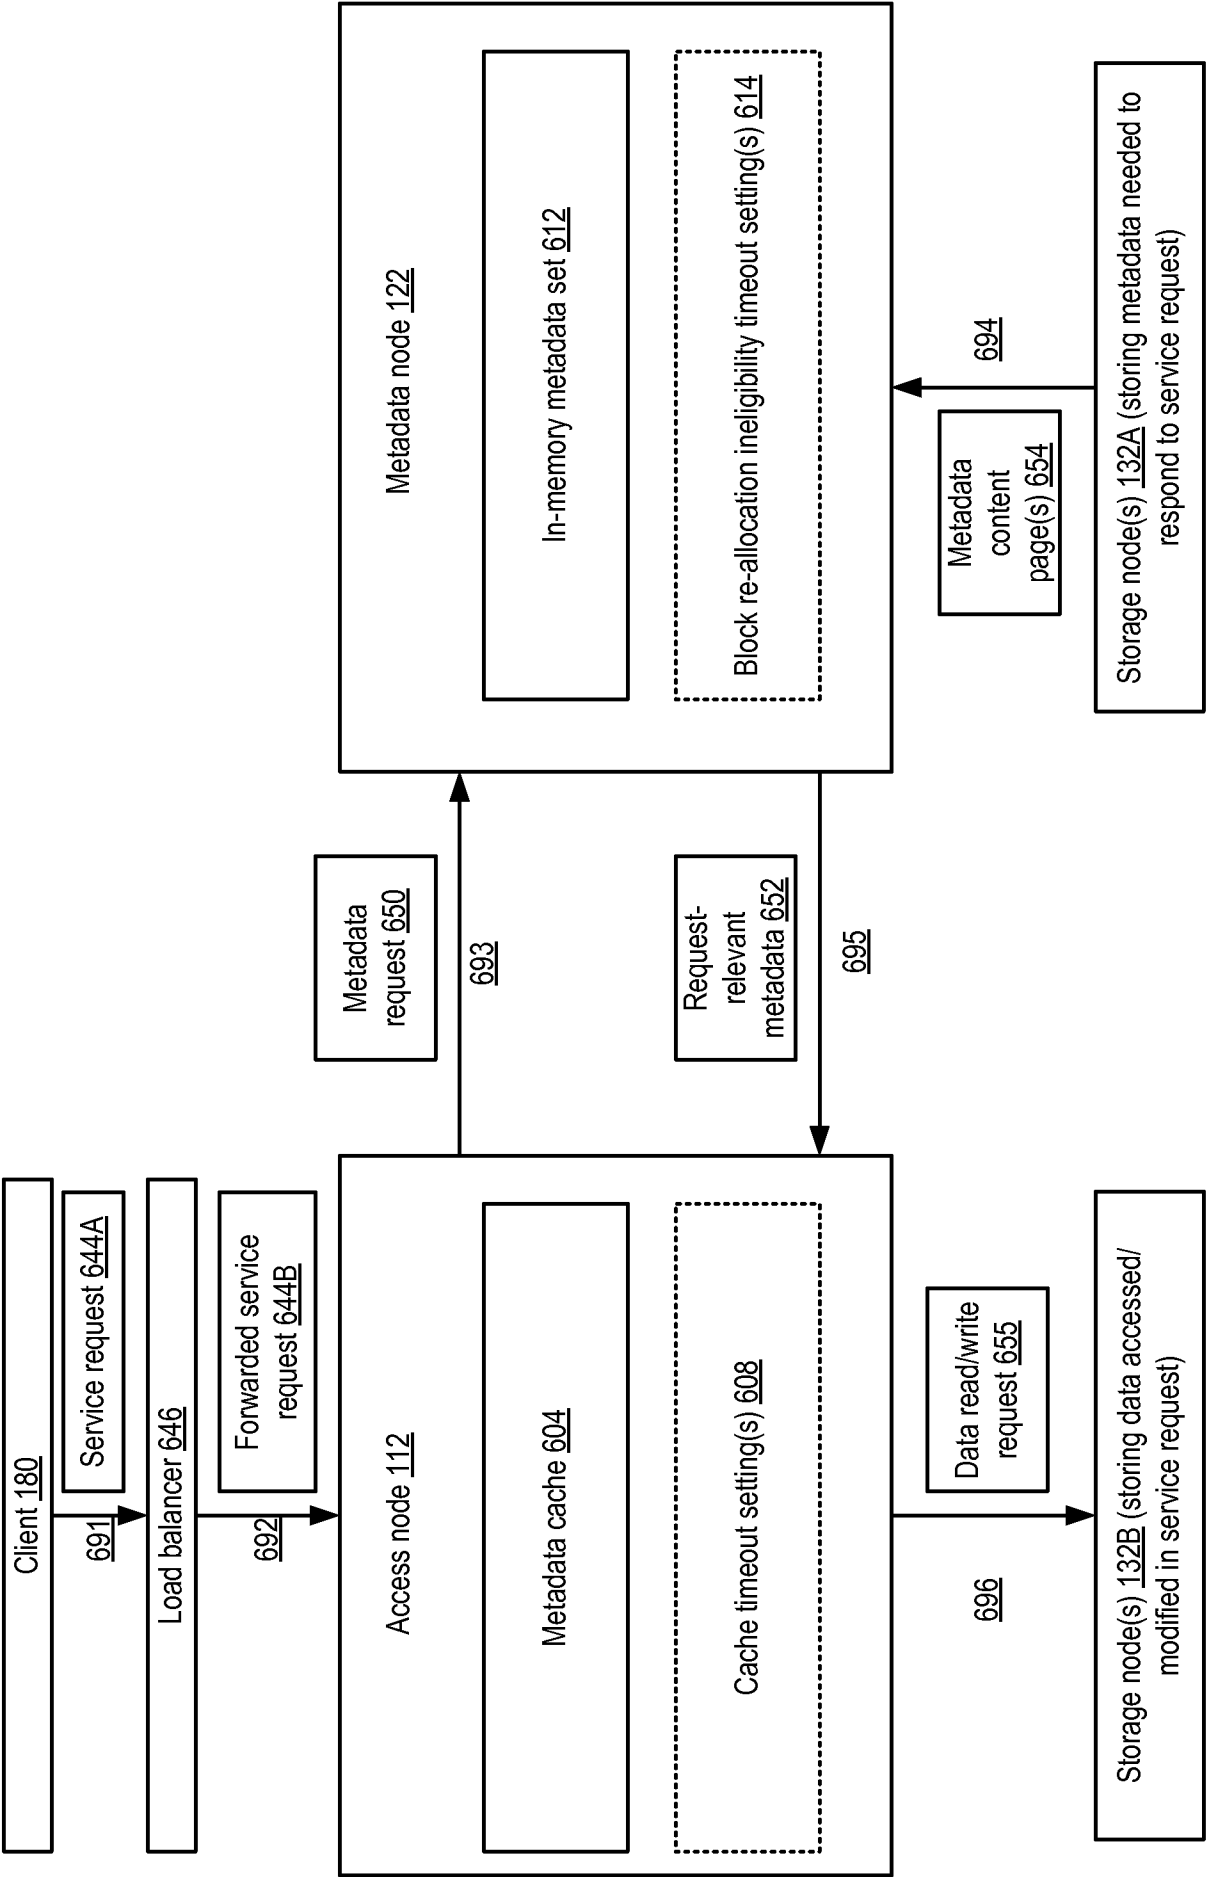 Client 180
Service request 644A
691
Load balancer 646
Forwarded service
request 644B
692
Access node 112
Metadata cache 604
Cache timeout setting(s) 608
Metadata
request 650
693
Request-
relevant
metadata 652
695
Metadata node 122
In-memory metadata set 612
Block re-allocation ineligibility timeout setting(s) 614
Data read/write
request 655
696
Storage node(s) 132B (storing data accessed/
modified in service request)
Metadata
content
page(s) 654
694
Storage node(s) 132A (storing metadata needed to
respond to service request)